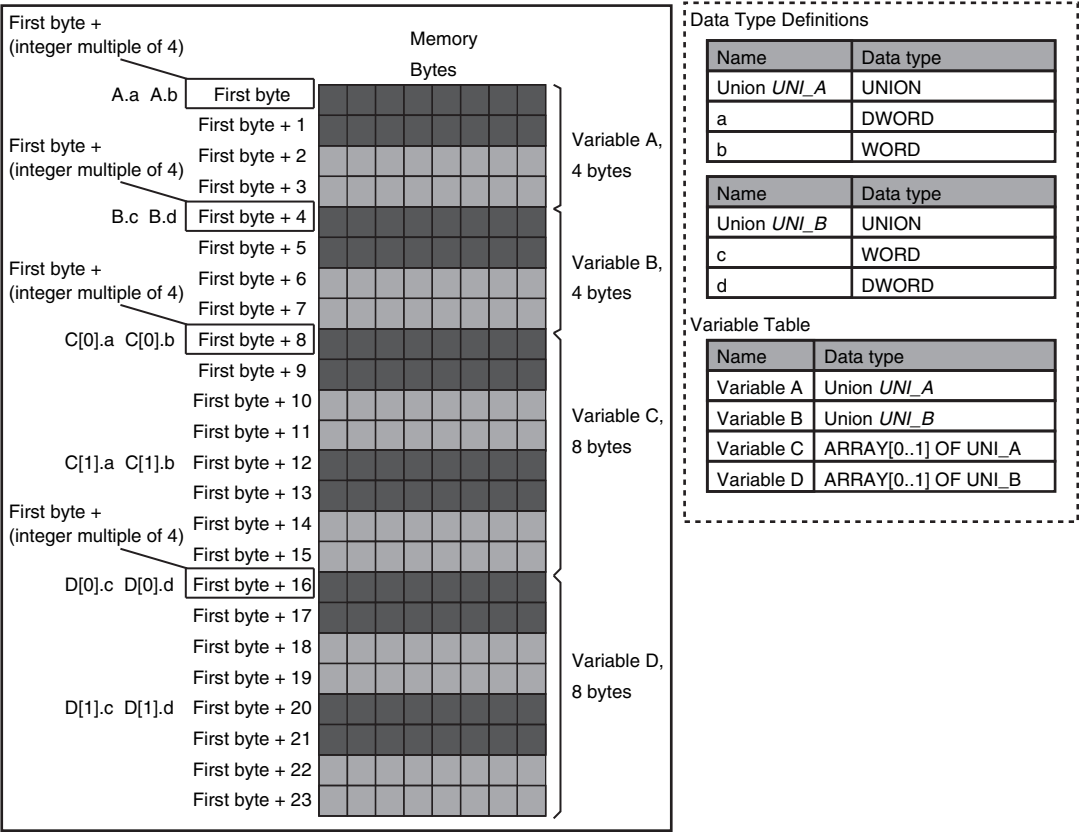 First byte +
(integer multiple of 4)
Memory
Bytes
A.a A.b First byte
First byte + 1
First byte +
(integer multiple of 4)
First byte + 2
First byte + 3
Variable A,
4 bytes
B.c B.d First byte + 4
First byte + 5
First byte +
(integer multiple of 4)
First byte + 6
First byte + 7
Variable B,
4 bytes
C[0].a C[0].b First byte + 8
First byte + 9
First byte + 10
First byte + 11
C[1].a C[1].b First byte + 12
First byte + 13
First byte +
(integer multiple of 4)
First byte + 14
First byte + 15
Variable C,
8 bytes
D[0].c D[0].d First byte + 16
First byte + 17
First byte + 18
First byte + 19
D[1].c D[1].d First byte + 20
First byte + 21
First byte + 22
First byte + 23
Variable D,
8 bytes
Data Type Definitions
Name Data type
Union UNI_A UNION
a DWORD
b WORD
Name Data type
Union UNI_B UNION
c WORD
d DWORD
Variable Table
Name Data type
Variable A Union UNI_A
Variable B Union UNI_B
Variable C ARRAY[0..1] OF UNI_A
Variable D ARRAY[0..1] OF UNI_B